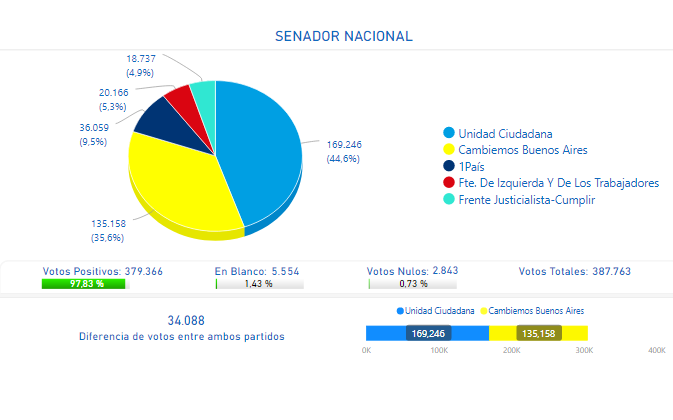 SENADOR NACIONAL
18.737
(4,9%)
20.166
(5,3%)
36.059
(9,5%)
169.246
(44,6%)
135.158
(35,6%)
Unidad Ciudadana
Cambiemos Buenos Aires
1País
Fte. De Izquierda Y De Los Trabajadores
Frente Justicialista-Cumplir
Votos Positivos: 379.366
97,83 %
En Blanco: 5.554
1,43 %
Votos Nulos: 2.843
0,73 %
Votos Totales: 387.763
34.088
Diferencia de votos entre ambos partidos
Unidad Ciudadana Cambiemos Buenos Aires
169,246 135,158
0K 100K 200K 300K 400K